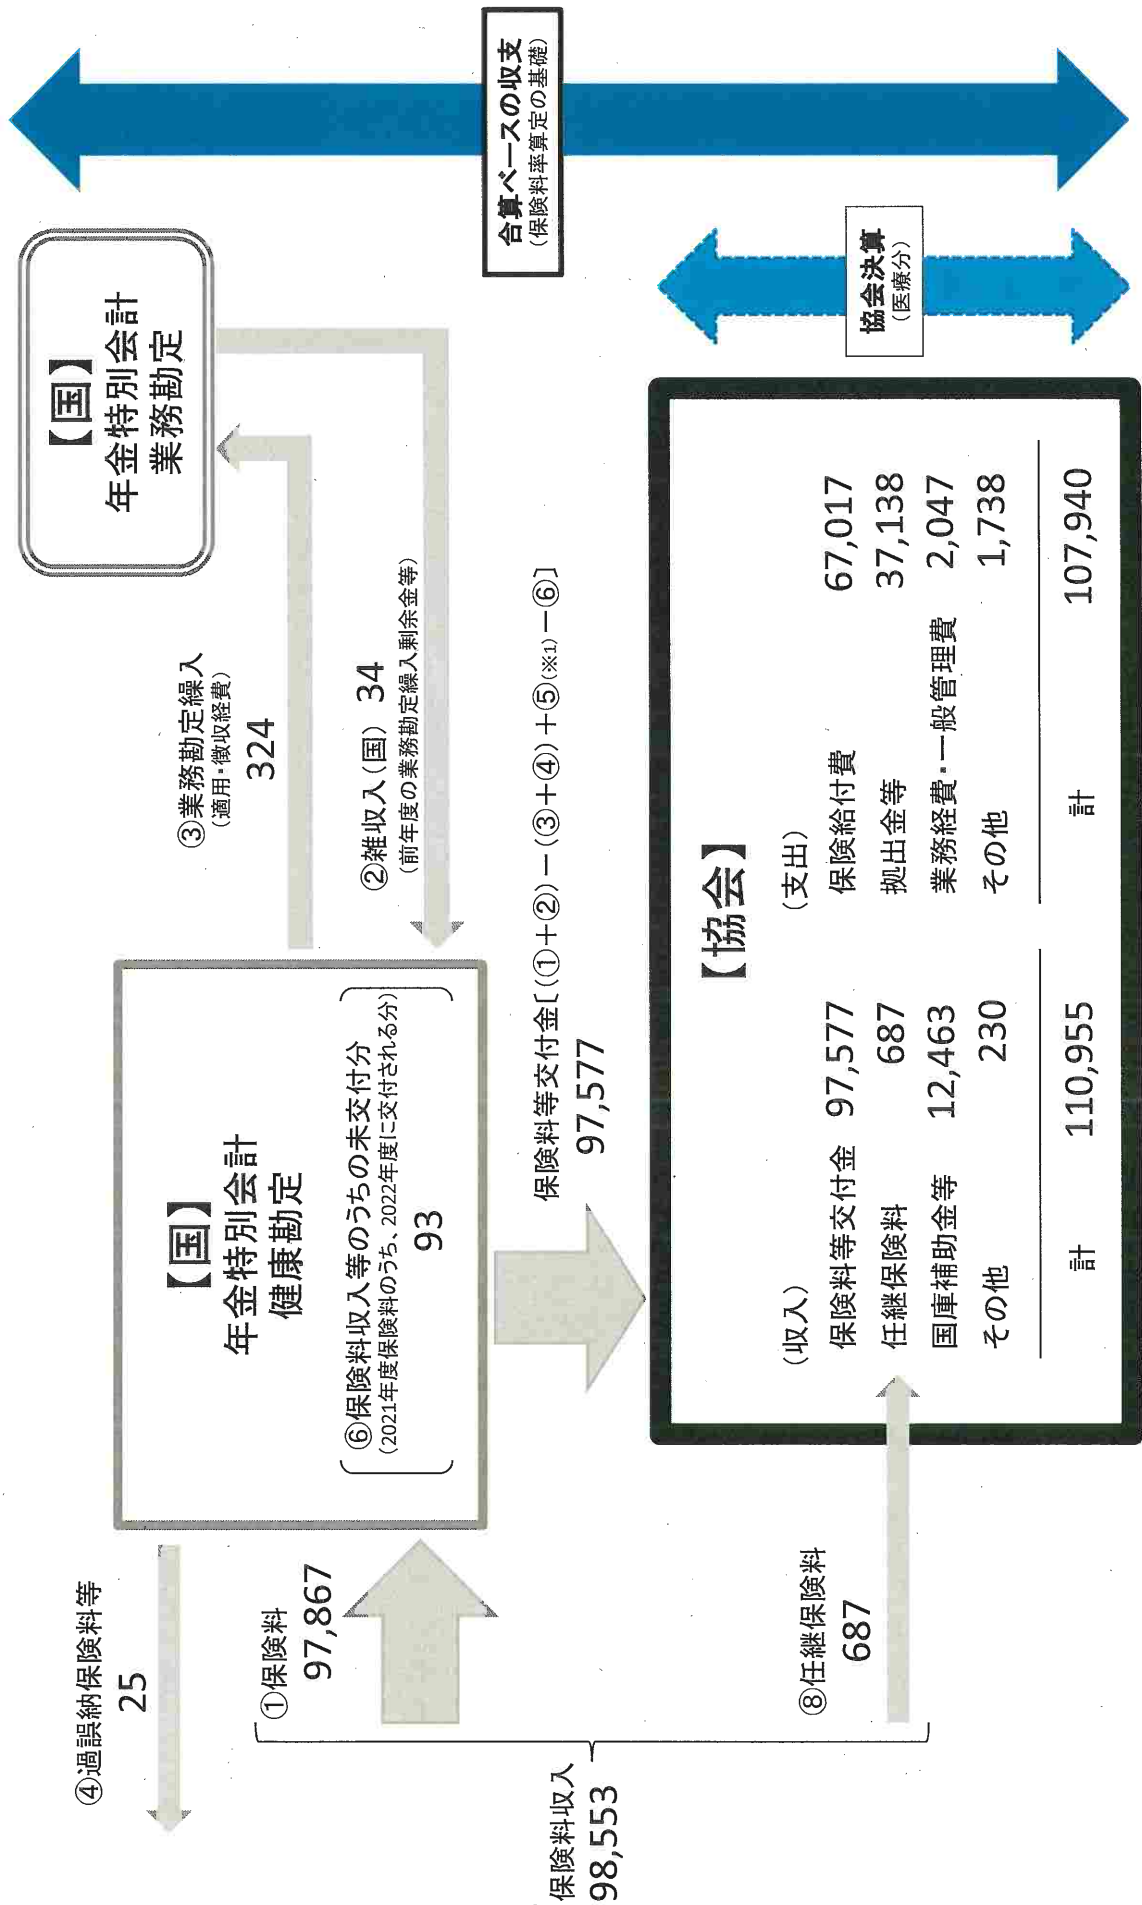 ④過誤納保険料等
25
【国】
年金特別会計
健康勘定
⑥保険料収入等のうちの未交付分
(2021年度保険料のうち、2022年度に交付される分)
93
③業務勘定繰入
(適用・徴収経費)
324
②雑収入(国) 34
(前年度の業務勘定繰入剰余金等)
【国】
年金特別会計
業務勘定
①保険料
97,867
保険料収入
98,553
⑧任継保険料
687
保険料等交付金[(①+②)-(③+④)+⑤(※1)-⑥]
97,577
【協会】
(収入)
保険料等交付金 97,577
任継保険料 687
国庫補助金等 12,463
その他 230
計 110,955
(支出)
保険給付費 67,017
拠出金等 37,138
業務経費・一般管理費 2,047
その他 1,738
計 107,940
合算ベースの収支
(保険料率算定の基礎)
協会決算
(医療分)